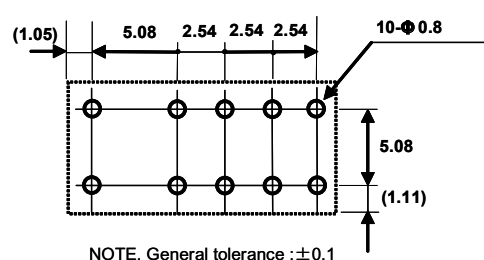 (1.05) 5.08 2.54 2.54 2.54
10-Φ0.8
5.08
(1.11)
NOTE. General tolerance :±0.1